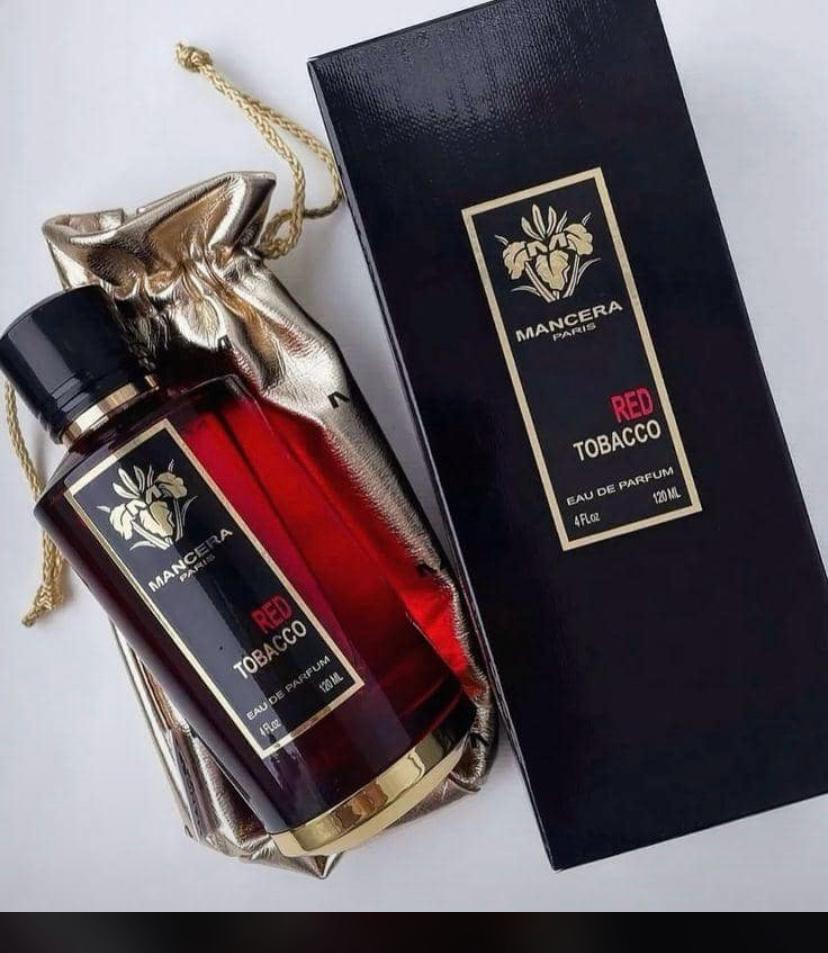 MANCERA
PARIS
RED
TOBACCO
EAU DE PARFUM
4 FL.oz 120 ML
MANCERA
PARIS
RED
TOBACCO
EAU DE PARFUM
4 FL.oz 120 ML